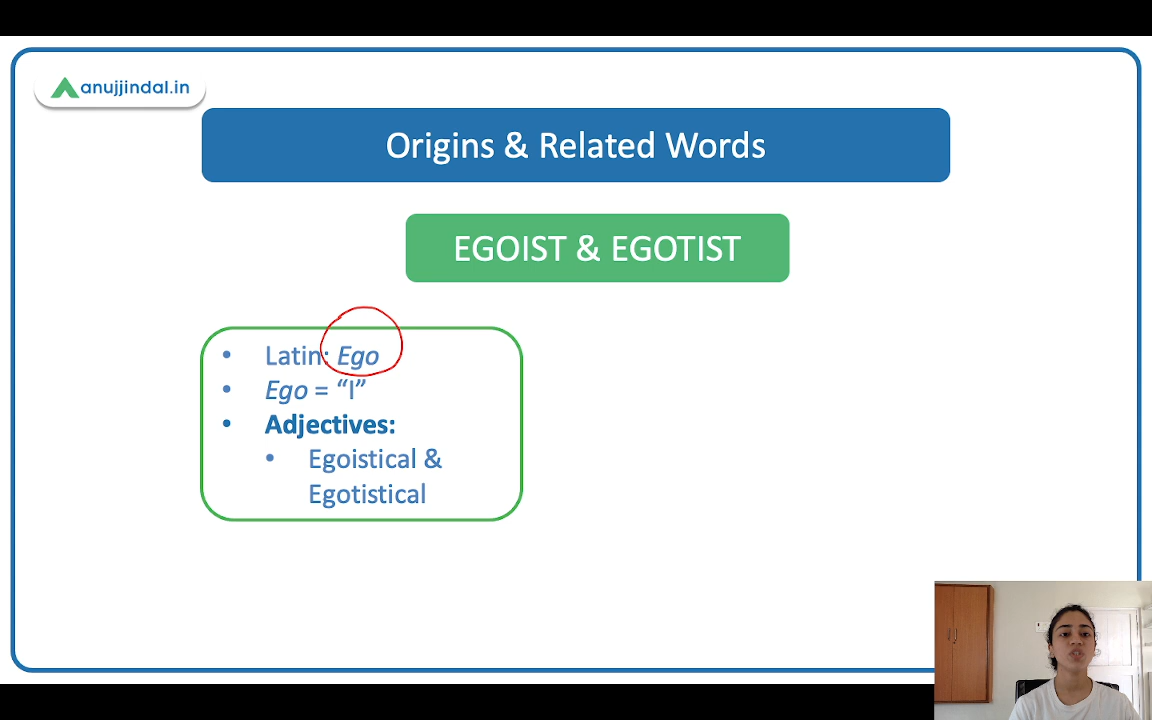 anujjindal.in
Origins & Related Words
EGOIST & EGOTIST
• Latin: Ego
• Ego = “I”
• Adjectives:
• Egoistical &
Egotistical